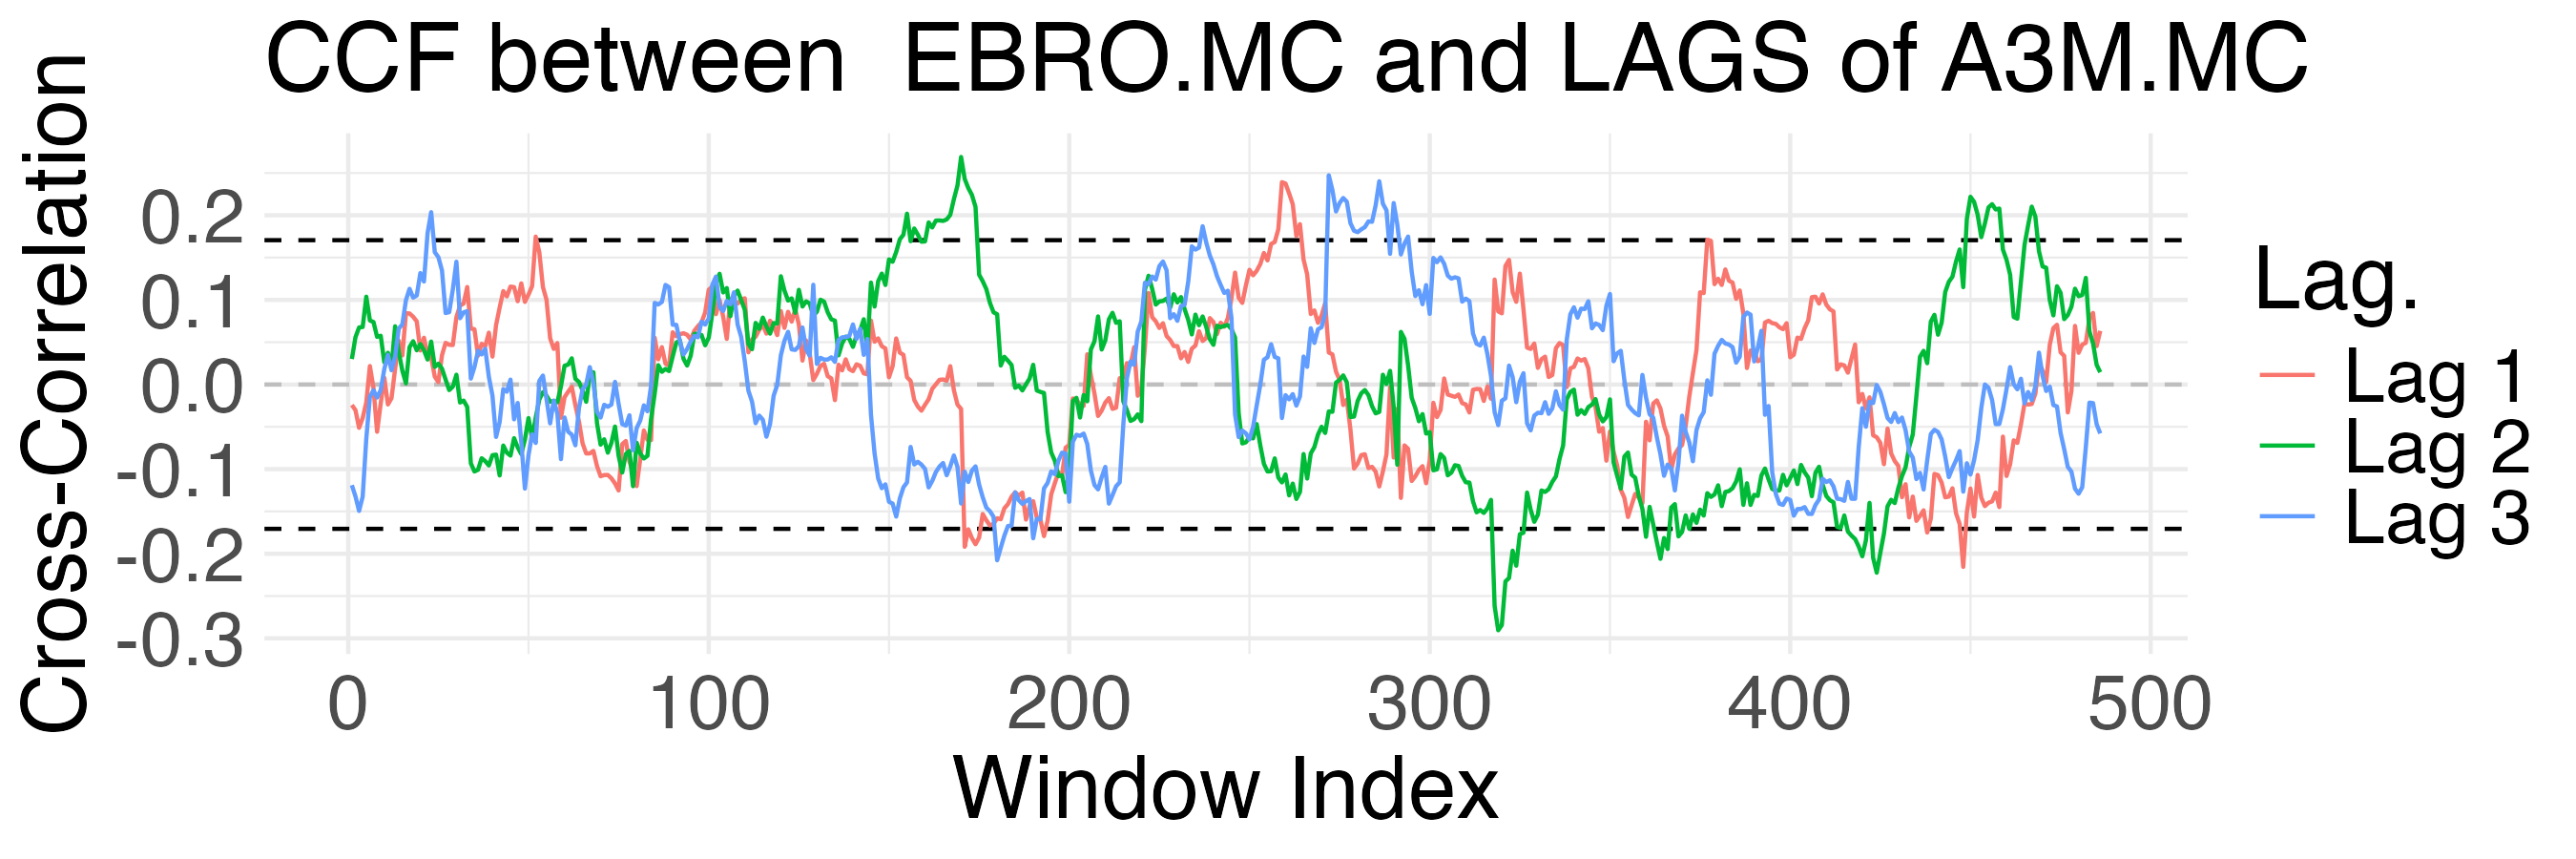 CCF between  EBRO.MC and LAGS of A3M.MC
Cross-Correlation
0.2
0.1
0.0
-0.1
-0.2
-0.3
0 100 200 300 400 500
Window Index
Lag.
Lag 1
Lag 2
Lag 3